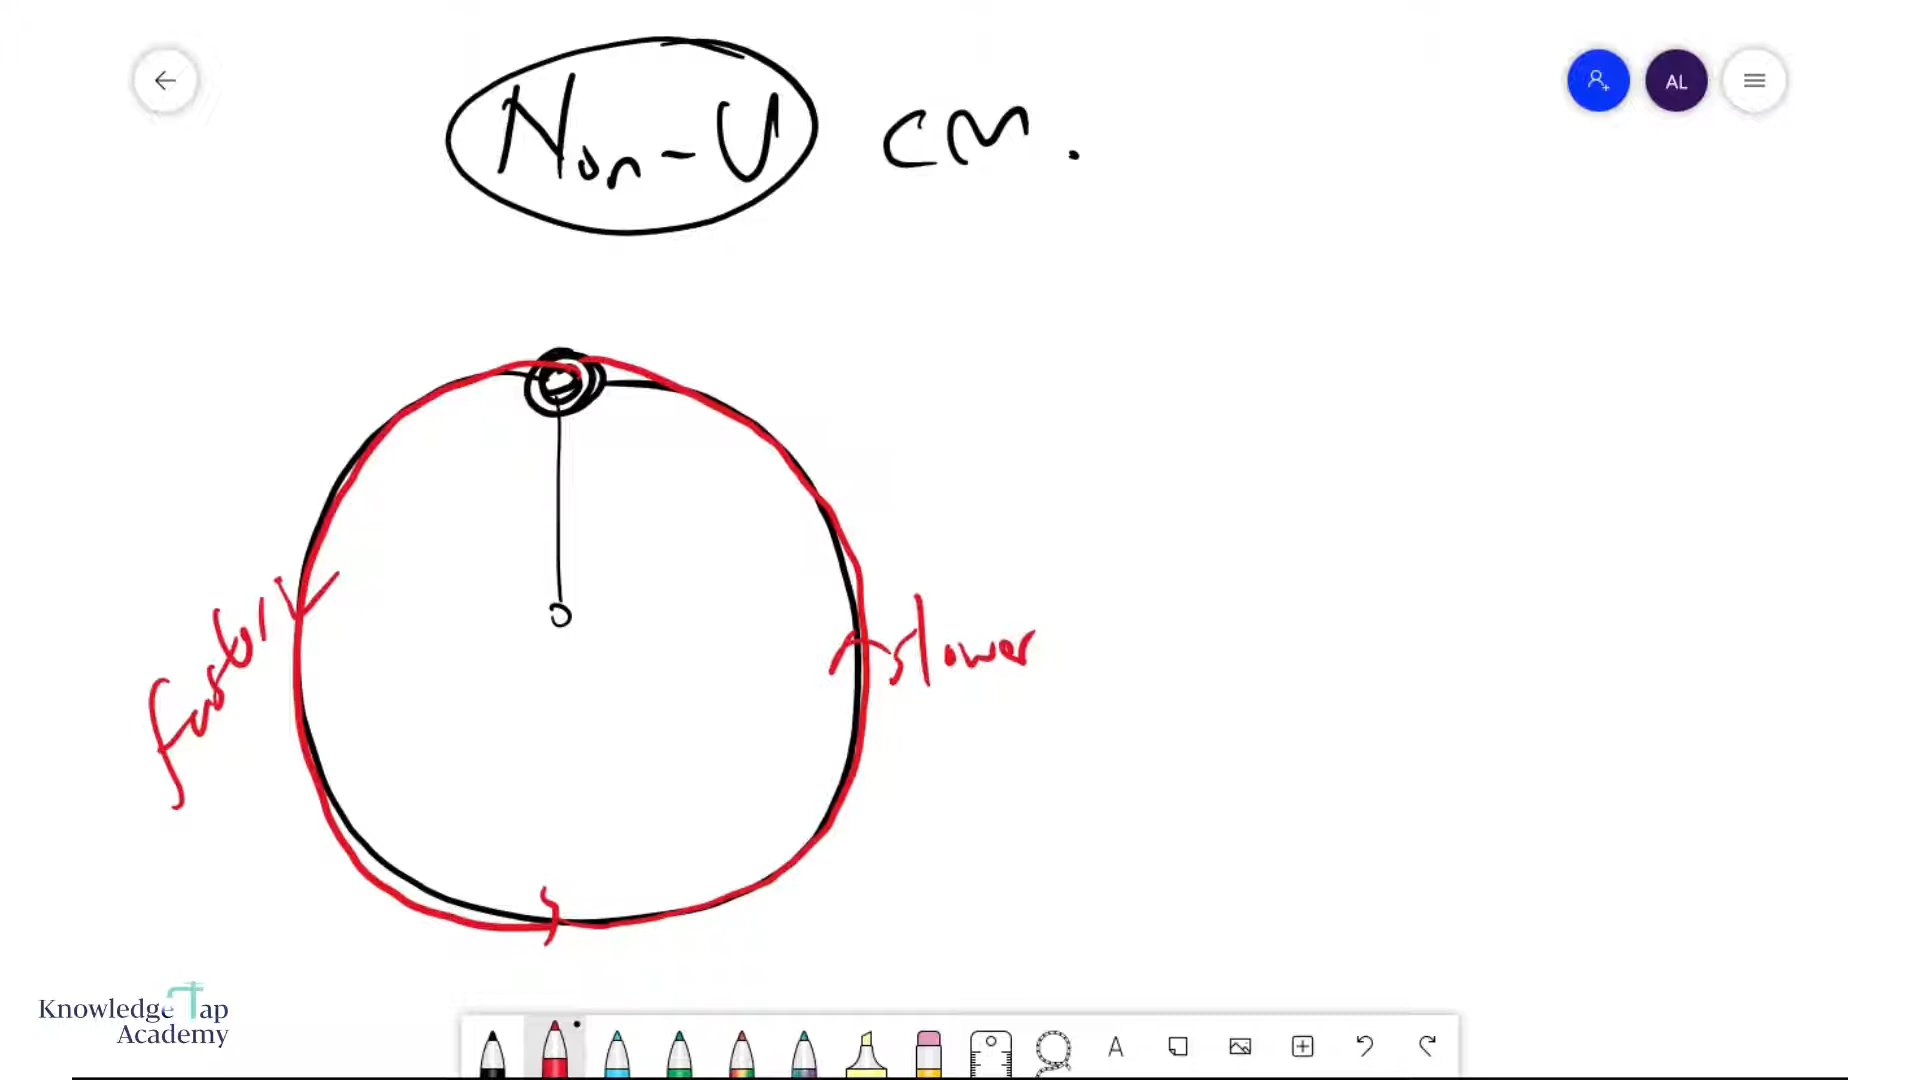 Non-U CM.
AL
O
faster
slower
Knowledge Tap
Academy
A